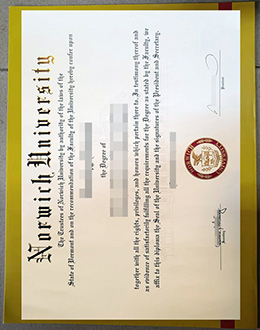 Norwich University
The Trustees of Norwich University by authority of the laws of the
State of Vermont and on the recommendation of the Faculty of the University hereby confer upon
the Degree of
together with all the rights, privileges, and honors which pertain there to. In testimony thereof and
as evidence of satisfactorily fulfilling all the requirements for the Degree as stated by the Faculty, we
affix to this diploma the Seal of the University and the signatures of the President and Secretary.
President
Secretary